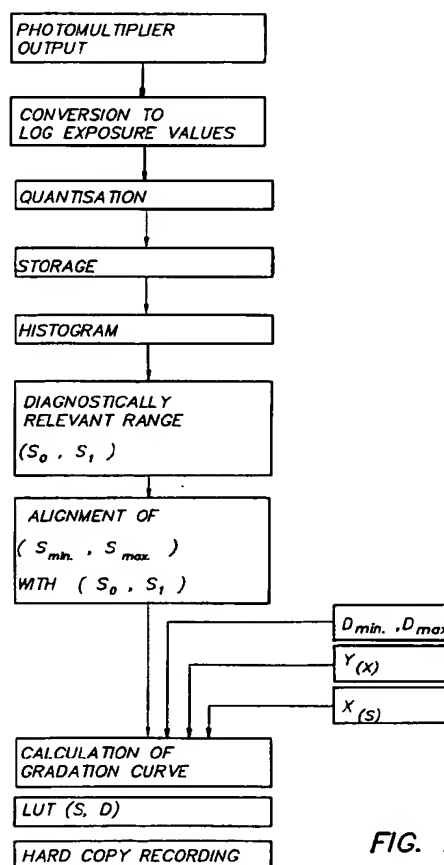 PHOTOMULTIPLIER
OUTPUT
CONVERSION TO
LOG EXPOSURE VALUES
QUANTISATION
STORAGE
HISTOGRAM
DIAGNOSTICALLY
RELEVANT RANGE
(S0 , S1 )
ALIGNMENT OF
( Smin. , Smax. )
WITH ( S0 , S1 )
Dmin. , Dmax
Y(X)
X(S)
CALCULATION OF
GRADATION CURVE
LUT (S, D)
HARD COPY RECORDING
FIG.